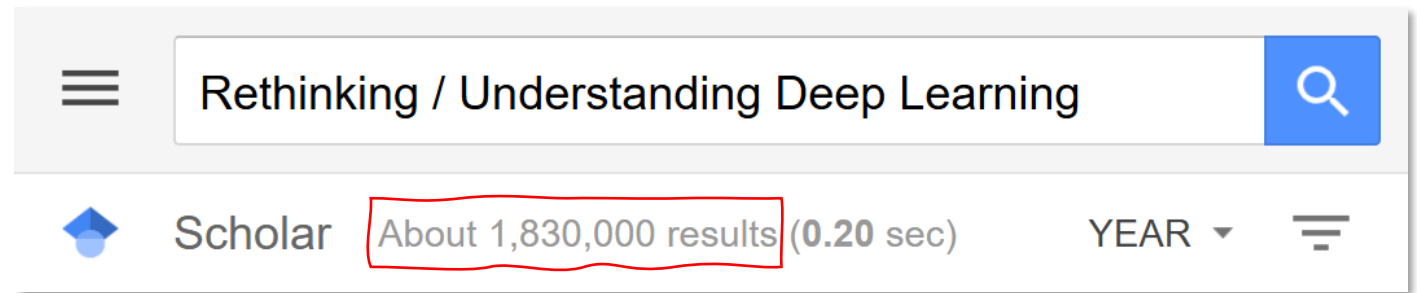 Rethinking / Understanding Deep Learning
Scholar About 1,830,000 results (0.20 sec) YEAR